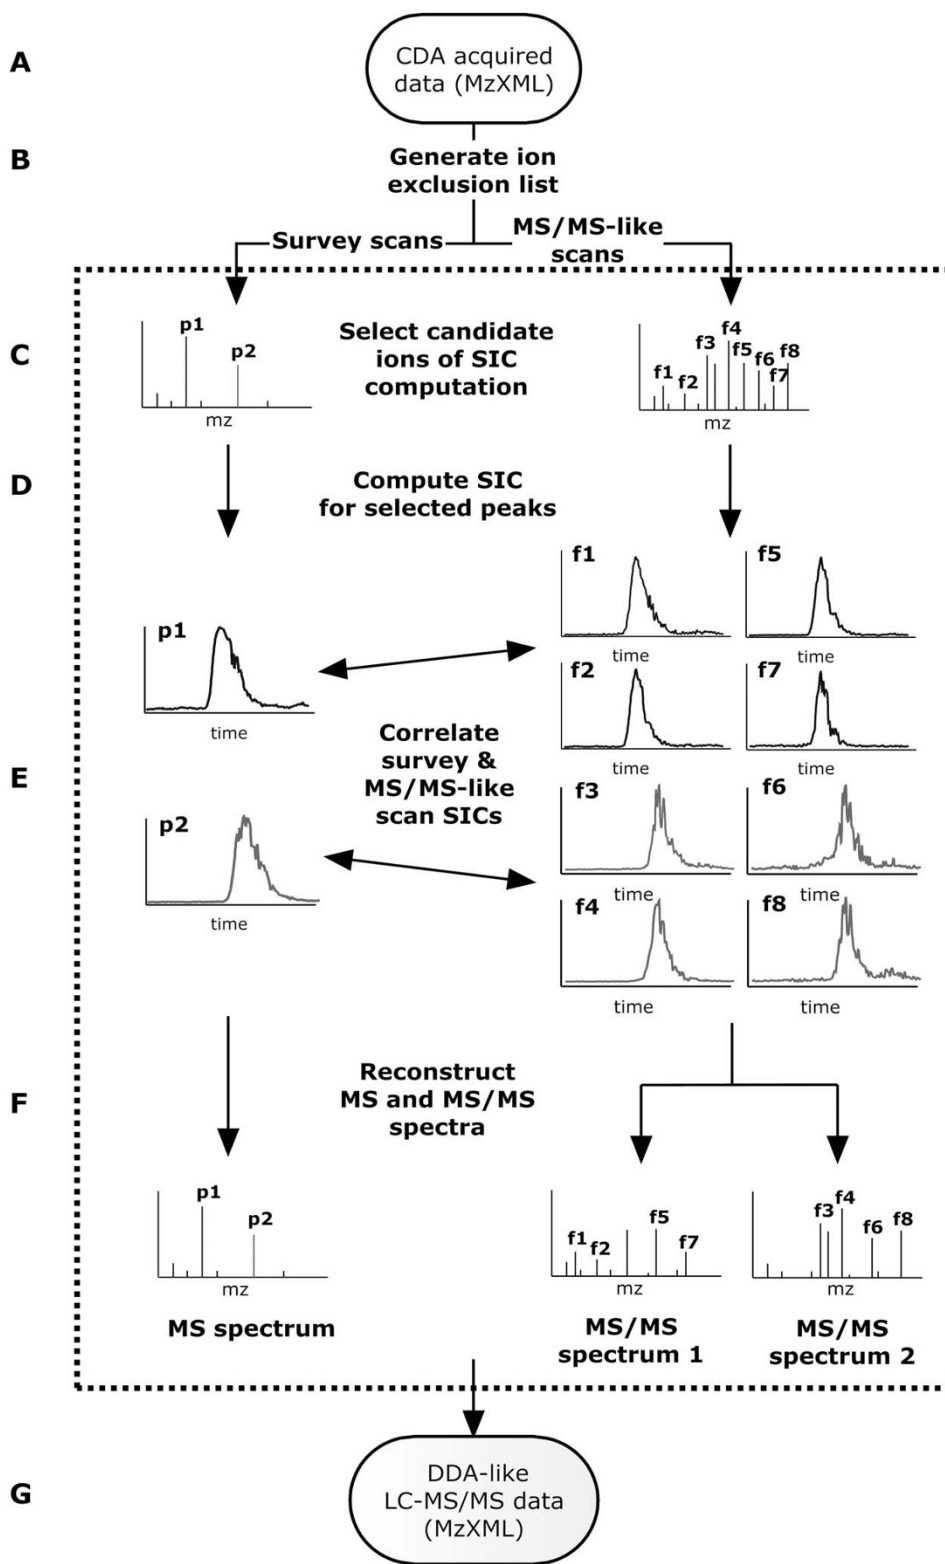 A
CDA acquired
data (MzXML)
B
Generate ion
exclusion list
Survey scans
MS/MS-like
scans
C
p1
p2
mz
Select candidate
ions of SIC
computation
f1
f2
f3
f4
f5
f6
f7
f8
mz
D
Compute SIC
for selected peaks
p1
time
f1
time
f5
time
f2
time
f7
time
E
Correlate
survey &
MS/MS-like
scan SICs
p2
time
f3
time
f6
time
f4
time
f8
time
F
Reconstruct
MS and MS/MS
spectra
p1
p2
mz
MS spectrum
f1
f2
f5
f7
mz
MS/MS
spectrum 1
f3
f4
f6
f8
mz
MS/MS
spectrum 2
G
DDA-like
LC-MS/MS data
(MzXML)